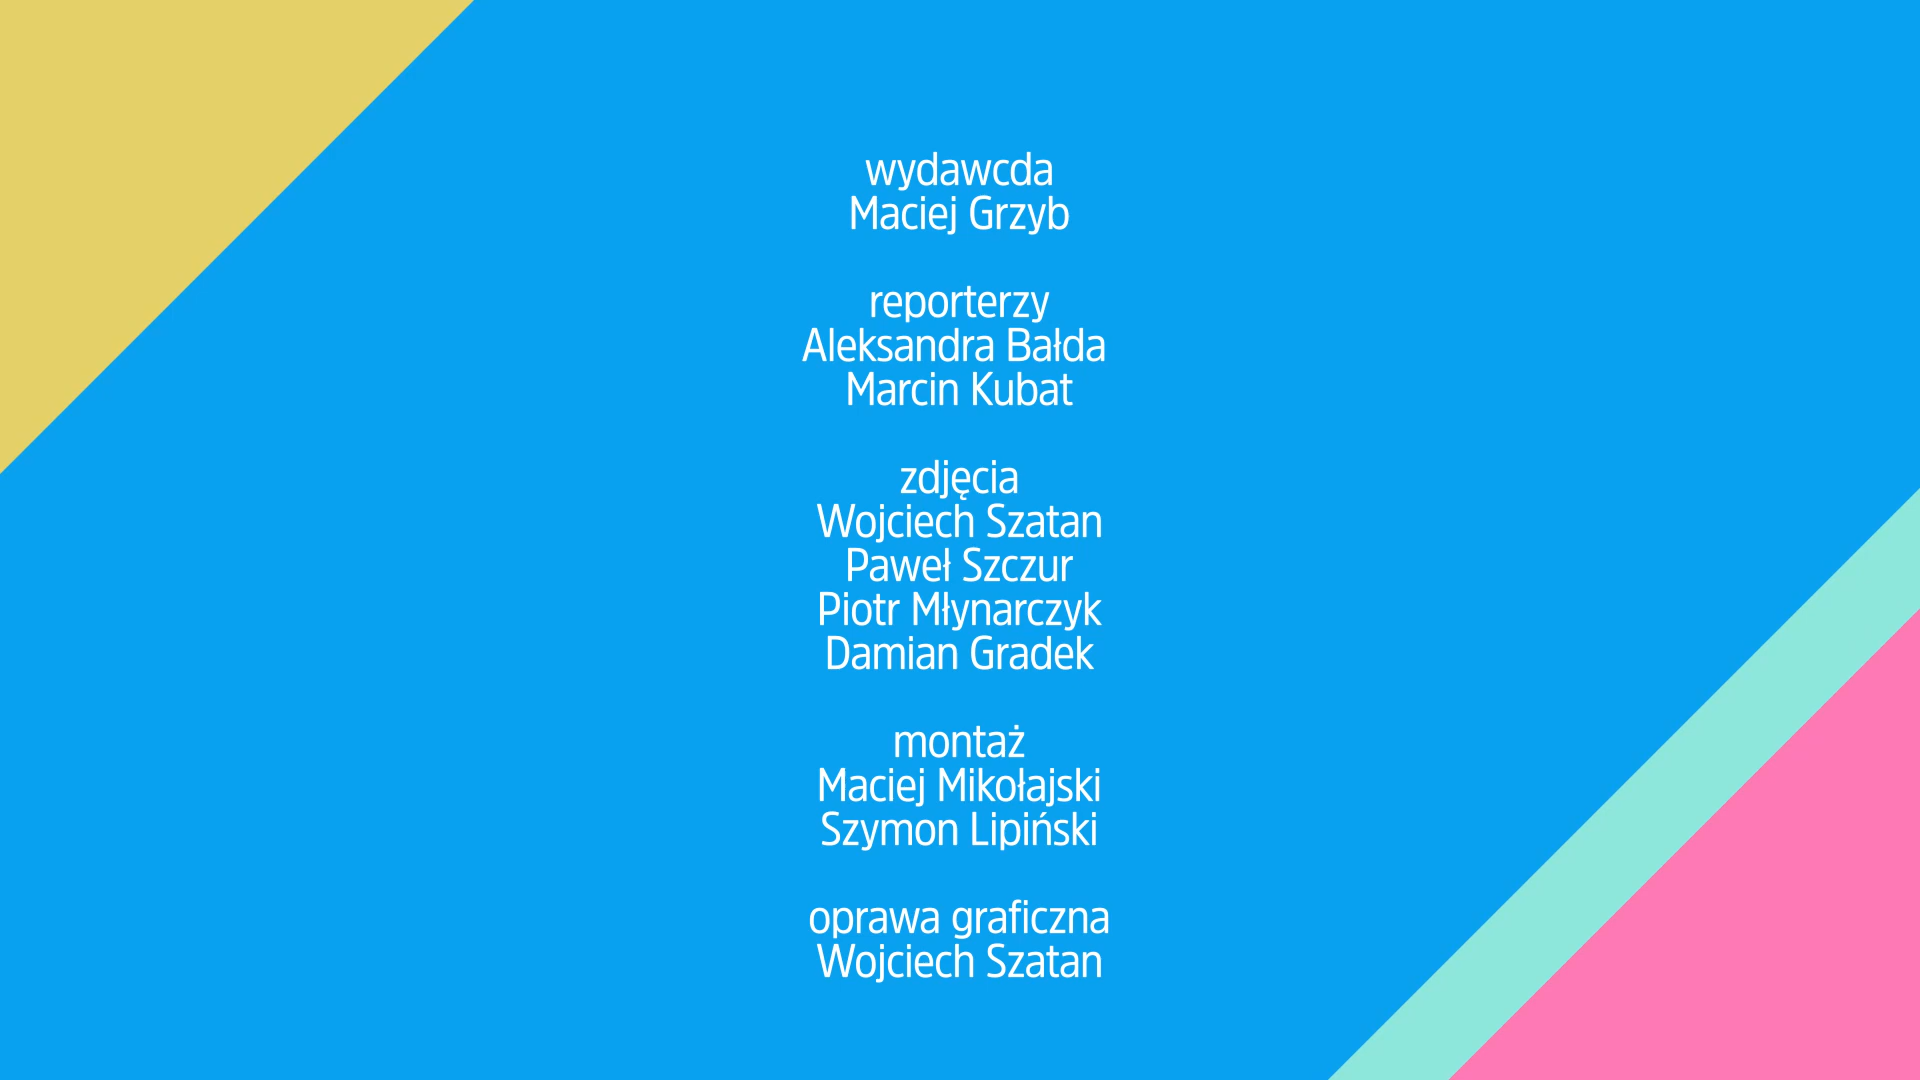 wydawcda
Maciej Grzyb
reporterzy
Aleksandra Bałda
Marcin Kubat
zdjęcia
Wojciech Szatan
Paweł Szczur
Piotr Młynarczyk
Damian Gradek
montaż
Maciej Mikołajski
Szymon Lipiński
oprawa graficzna
Wojciech Szatan